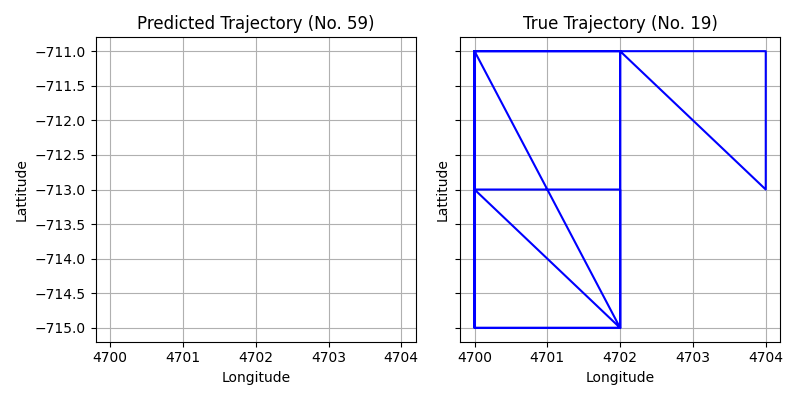 Predicted Trajectory (No. 59)
−711.0
−711.5
−712.0
−712.5
−713.0
−713.5
−714.0
−714.5
−715.0
Lattitude
4700 4701 4702 4703 4704
Longitude
True Trajectory (No. 19)
Lattitude
4700 4701 4702 4703 4704
Longitude